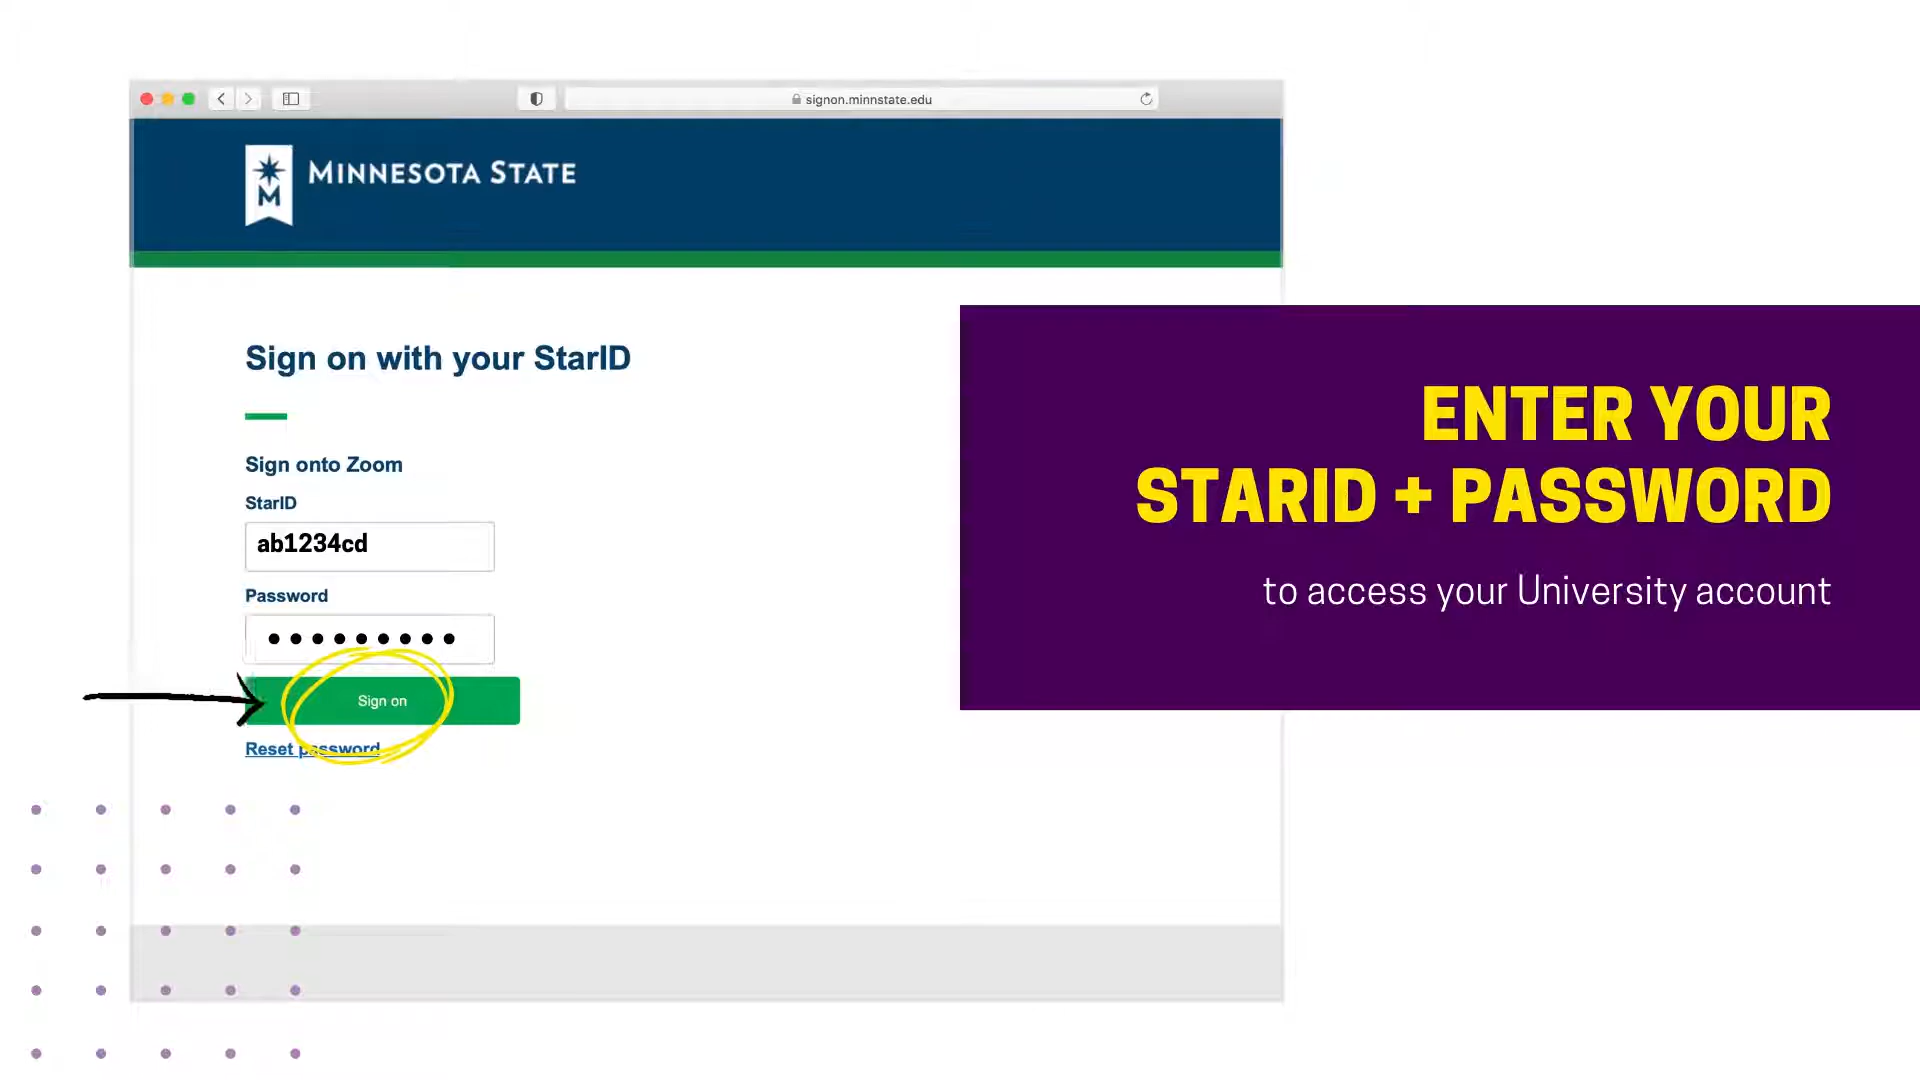 signon.minnstate.edu
M
MINNESOTA STATE
Sign on with your StarID
Sign onto Zoom
StarID
ab1234cd
Password
Sign on
Reset password
ENTER YOUR
STARID + PASSWORD
to access your University account